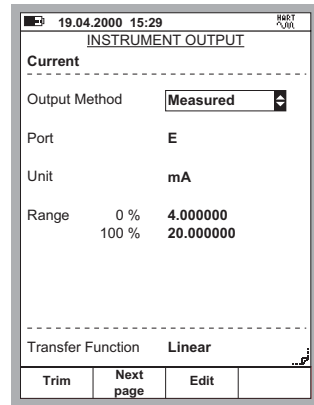 19.04.2000 15:29 HART
INSTRUMENT OUTPUT
Current
Output Method Measured
Port E
Unit mA
Range 0 % 4.000000
100 % 20.000000
Transfer Function Linear
Trim Next page Edit